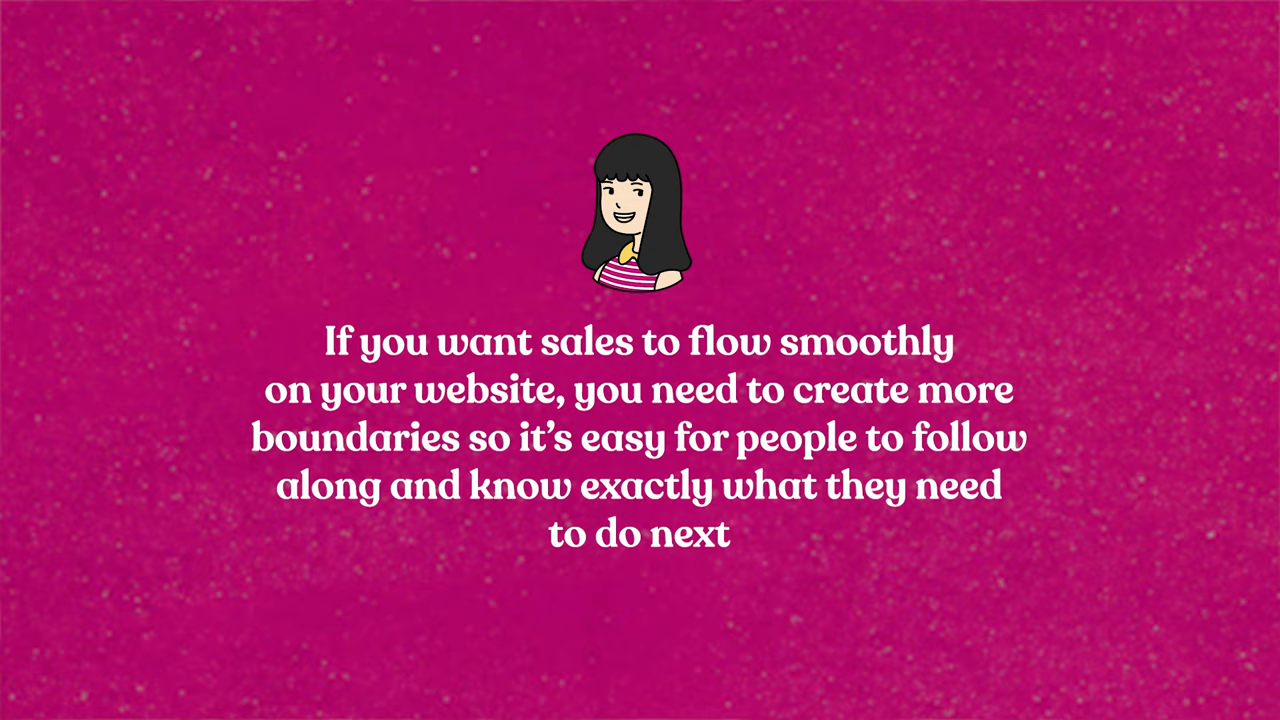 If you want sales to flow smoothly
on your website, you need to create more
boundaries so it’s easy for people to follow
along and know exactly what they need
to do next